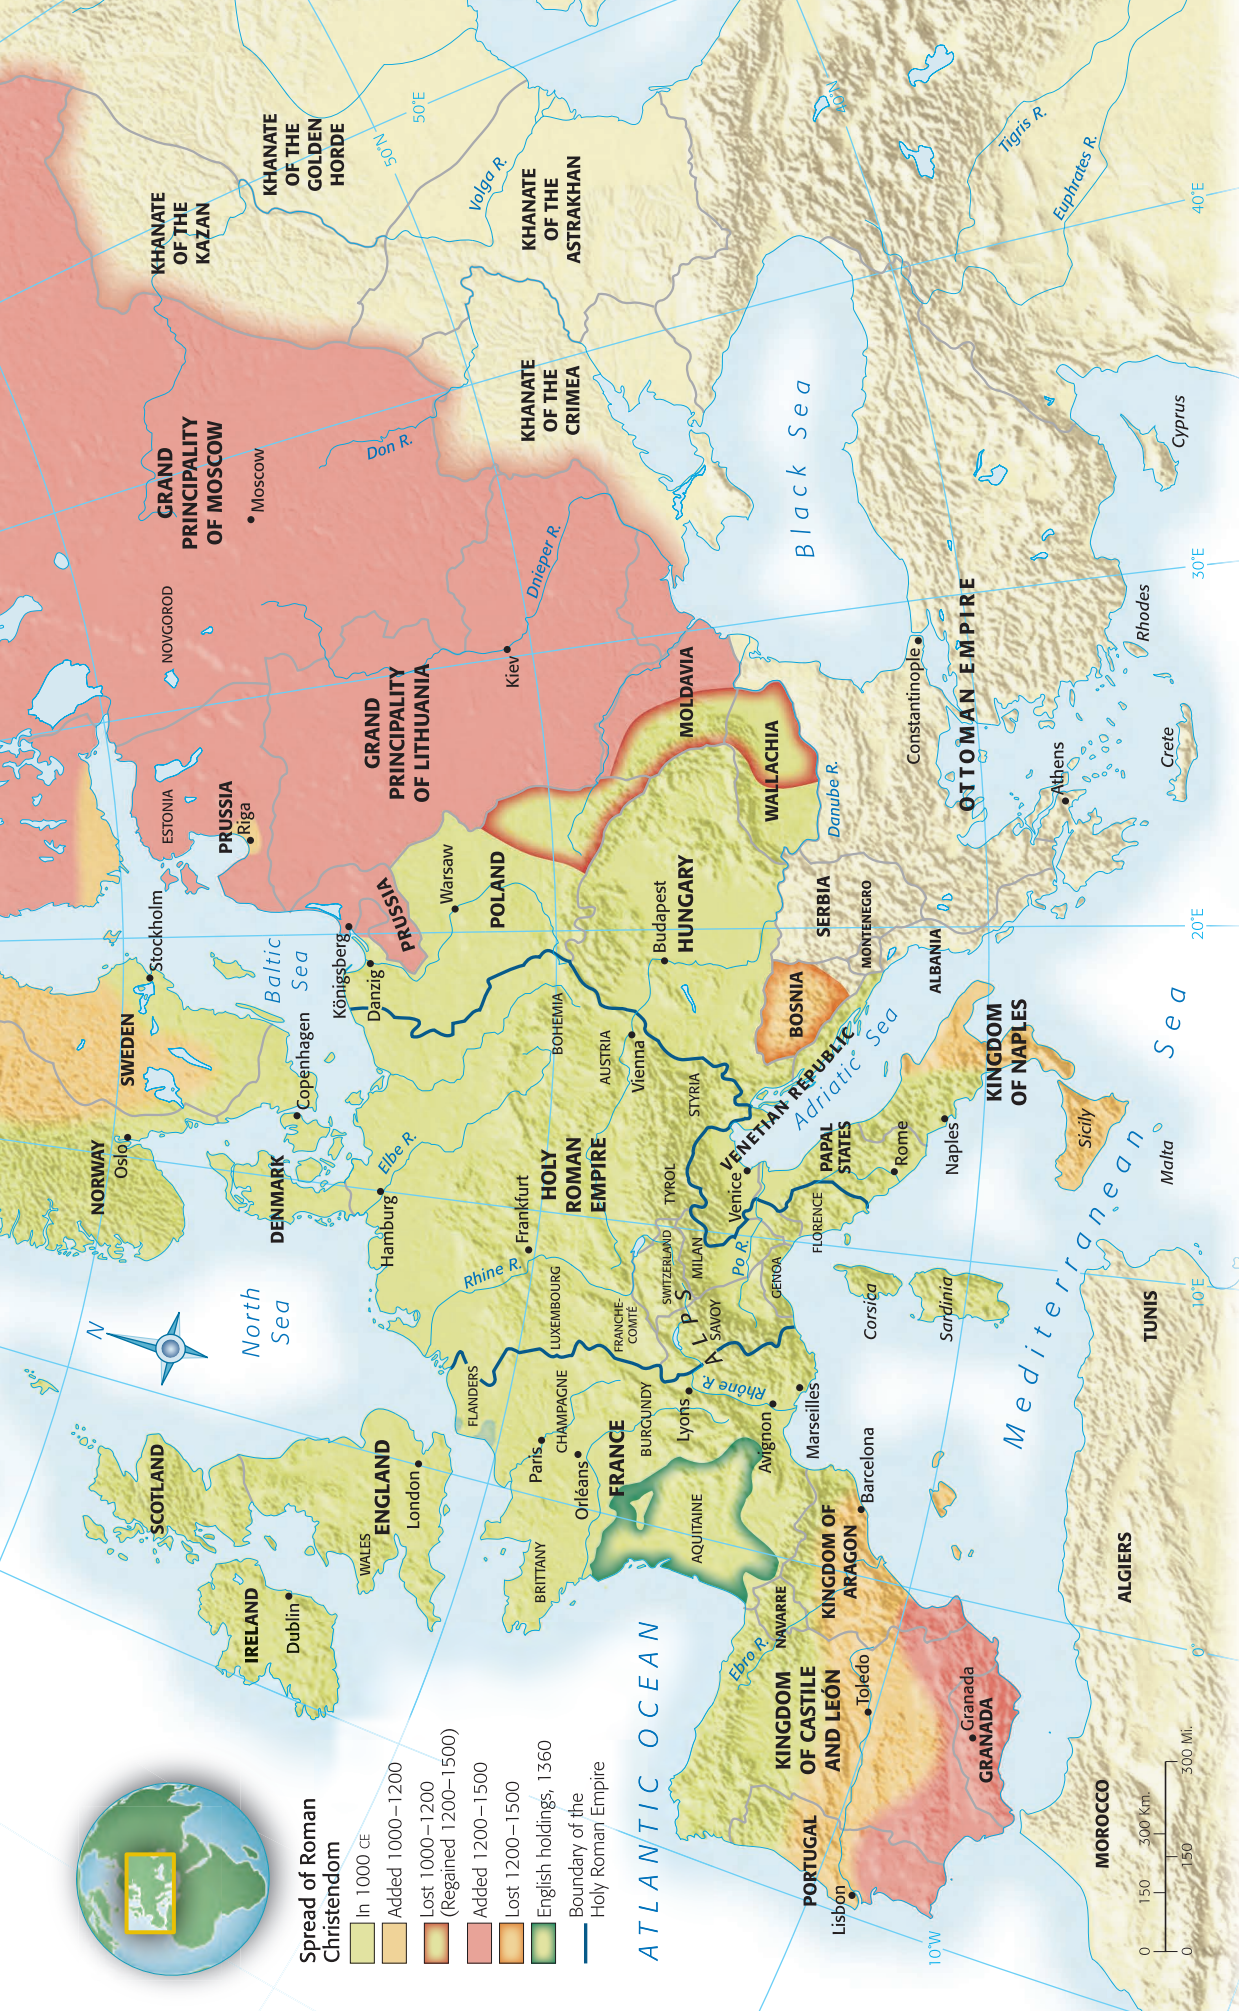 Spread of Roman
Christendom
In 1000 CE
Added 1000–1200
Lost 1000–1200
(Regained 1200–1500)
Added 1200–1500
Lost 1200–1500
English holdings, 1360
Boundary of the
Holy Roman Empire
N
SCOTLAND
IRELAND
Dublin
WALES
ENGLAND
London
North
Sea
NORWAY
Oslo
SWEDEN
Stockholm
DENMARK
Copenhagen
Baltic
Sea
ESTONIA
PRUSSIA
Riga
NOVGOROD
GRAND
PRINCIPALITY
OF MOSCOW
Moscow
KHANATE
OF THE
KAZAN
KHANATE
OF THE
GOLDEN
HORDE
50°N
50°E
Hamburg
Elbe R.
Königsberg
Danzig
PRUSSIA
GRAND
PRINCIPALITY
OF LITHUANIA
Don R.
Volga R.
KHANATE
OF THE
ASTRAKHAN
KHANATE
OF THE
CRIMEA
FLANDERS
Rhine R.
Frankfurt
HOLY
ROMAN
EMPIRE
LUXEMBOURG
BOHEMIA
Warsaw
POLAND
Kiev
Dnieper R.
BRITTANY
Paris
CHAMPAGNE
Orléans
FRANCE
BURGUNDY
FRANCHE-
COMTÉ
AUSTRIA
Vienna
ATLANTIC OCEAN
AQUITAINE
Lyons
Rhône R.
ALPS
SAVOY
SWITZERLAND
MILAN
TYROL
STYRIA
Budapest
HUNGARY
MOLDAVIA
WALLACHIA
Danube R.
Black Sea
40°N
Avignon
Marseilles
GENOA
Po R.
Venice
VENETIAN REPUBLIC
Adriatic Sea
FLORENCE
PAPAL
STATES
Rome
BOSNIA
SERBIA
MONTENEGRO
ALBANIA
Constantinople
OTTOMAN EMPIRE
Tigris R.
Euphrates R.
NAVARRE
Ebro R.
KINGDOM OF
ARAGON
Barcelona
KINGDOM
OF CASTILE
AND LEÓN
Toledo
PORTUGAL
Lisbon
Granada
GRANADA
Corsica
Sardinia
Naples
KINGDOM
OF NAPLES
Sicily
Malta
Mediterranean Sea
Athens
Crete
Rhodes
Cyprus
MOROCCO
ALGIERS
TUNIS
10°W
0°
10°E
20°E
30°E
40°E
0 150 300 Km.
0 150 300 Mi.